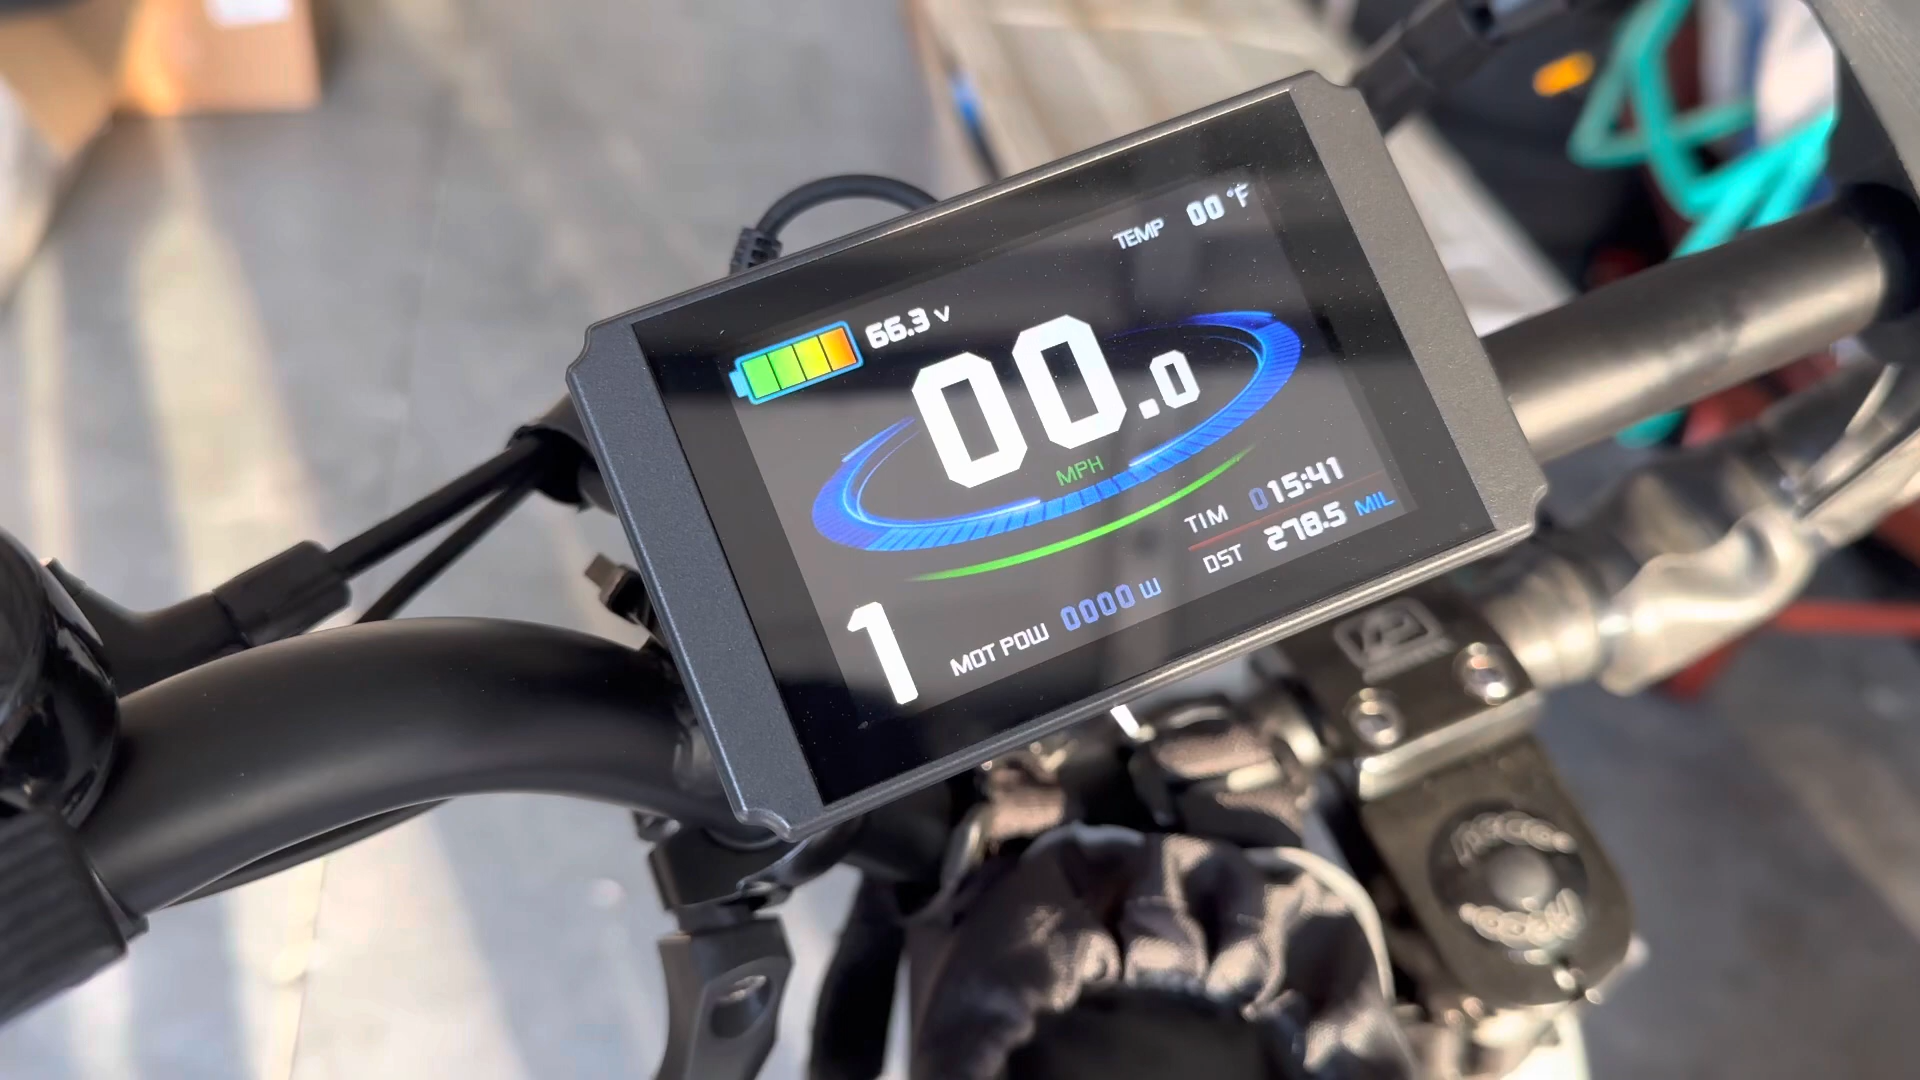 TEMP 00 °F
66.3 V
00.0
MPH
TIM 015:41
DST 278.5 MIL
1
MOT POW 0000 W